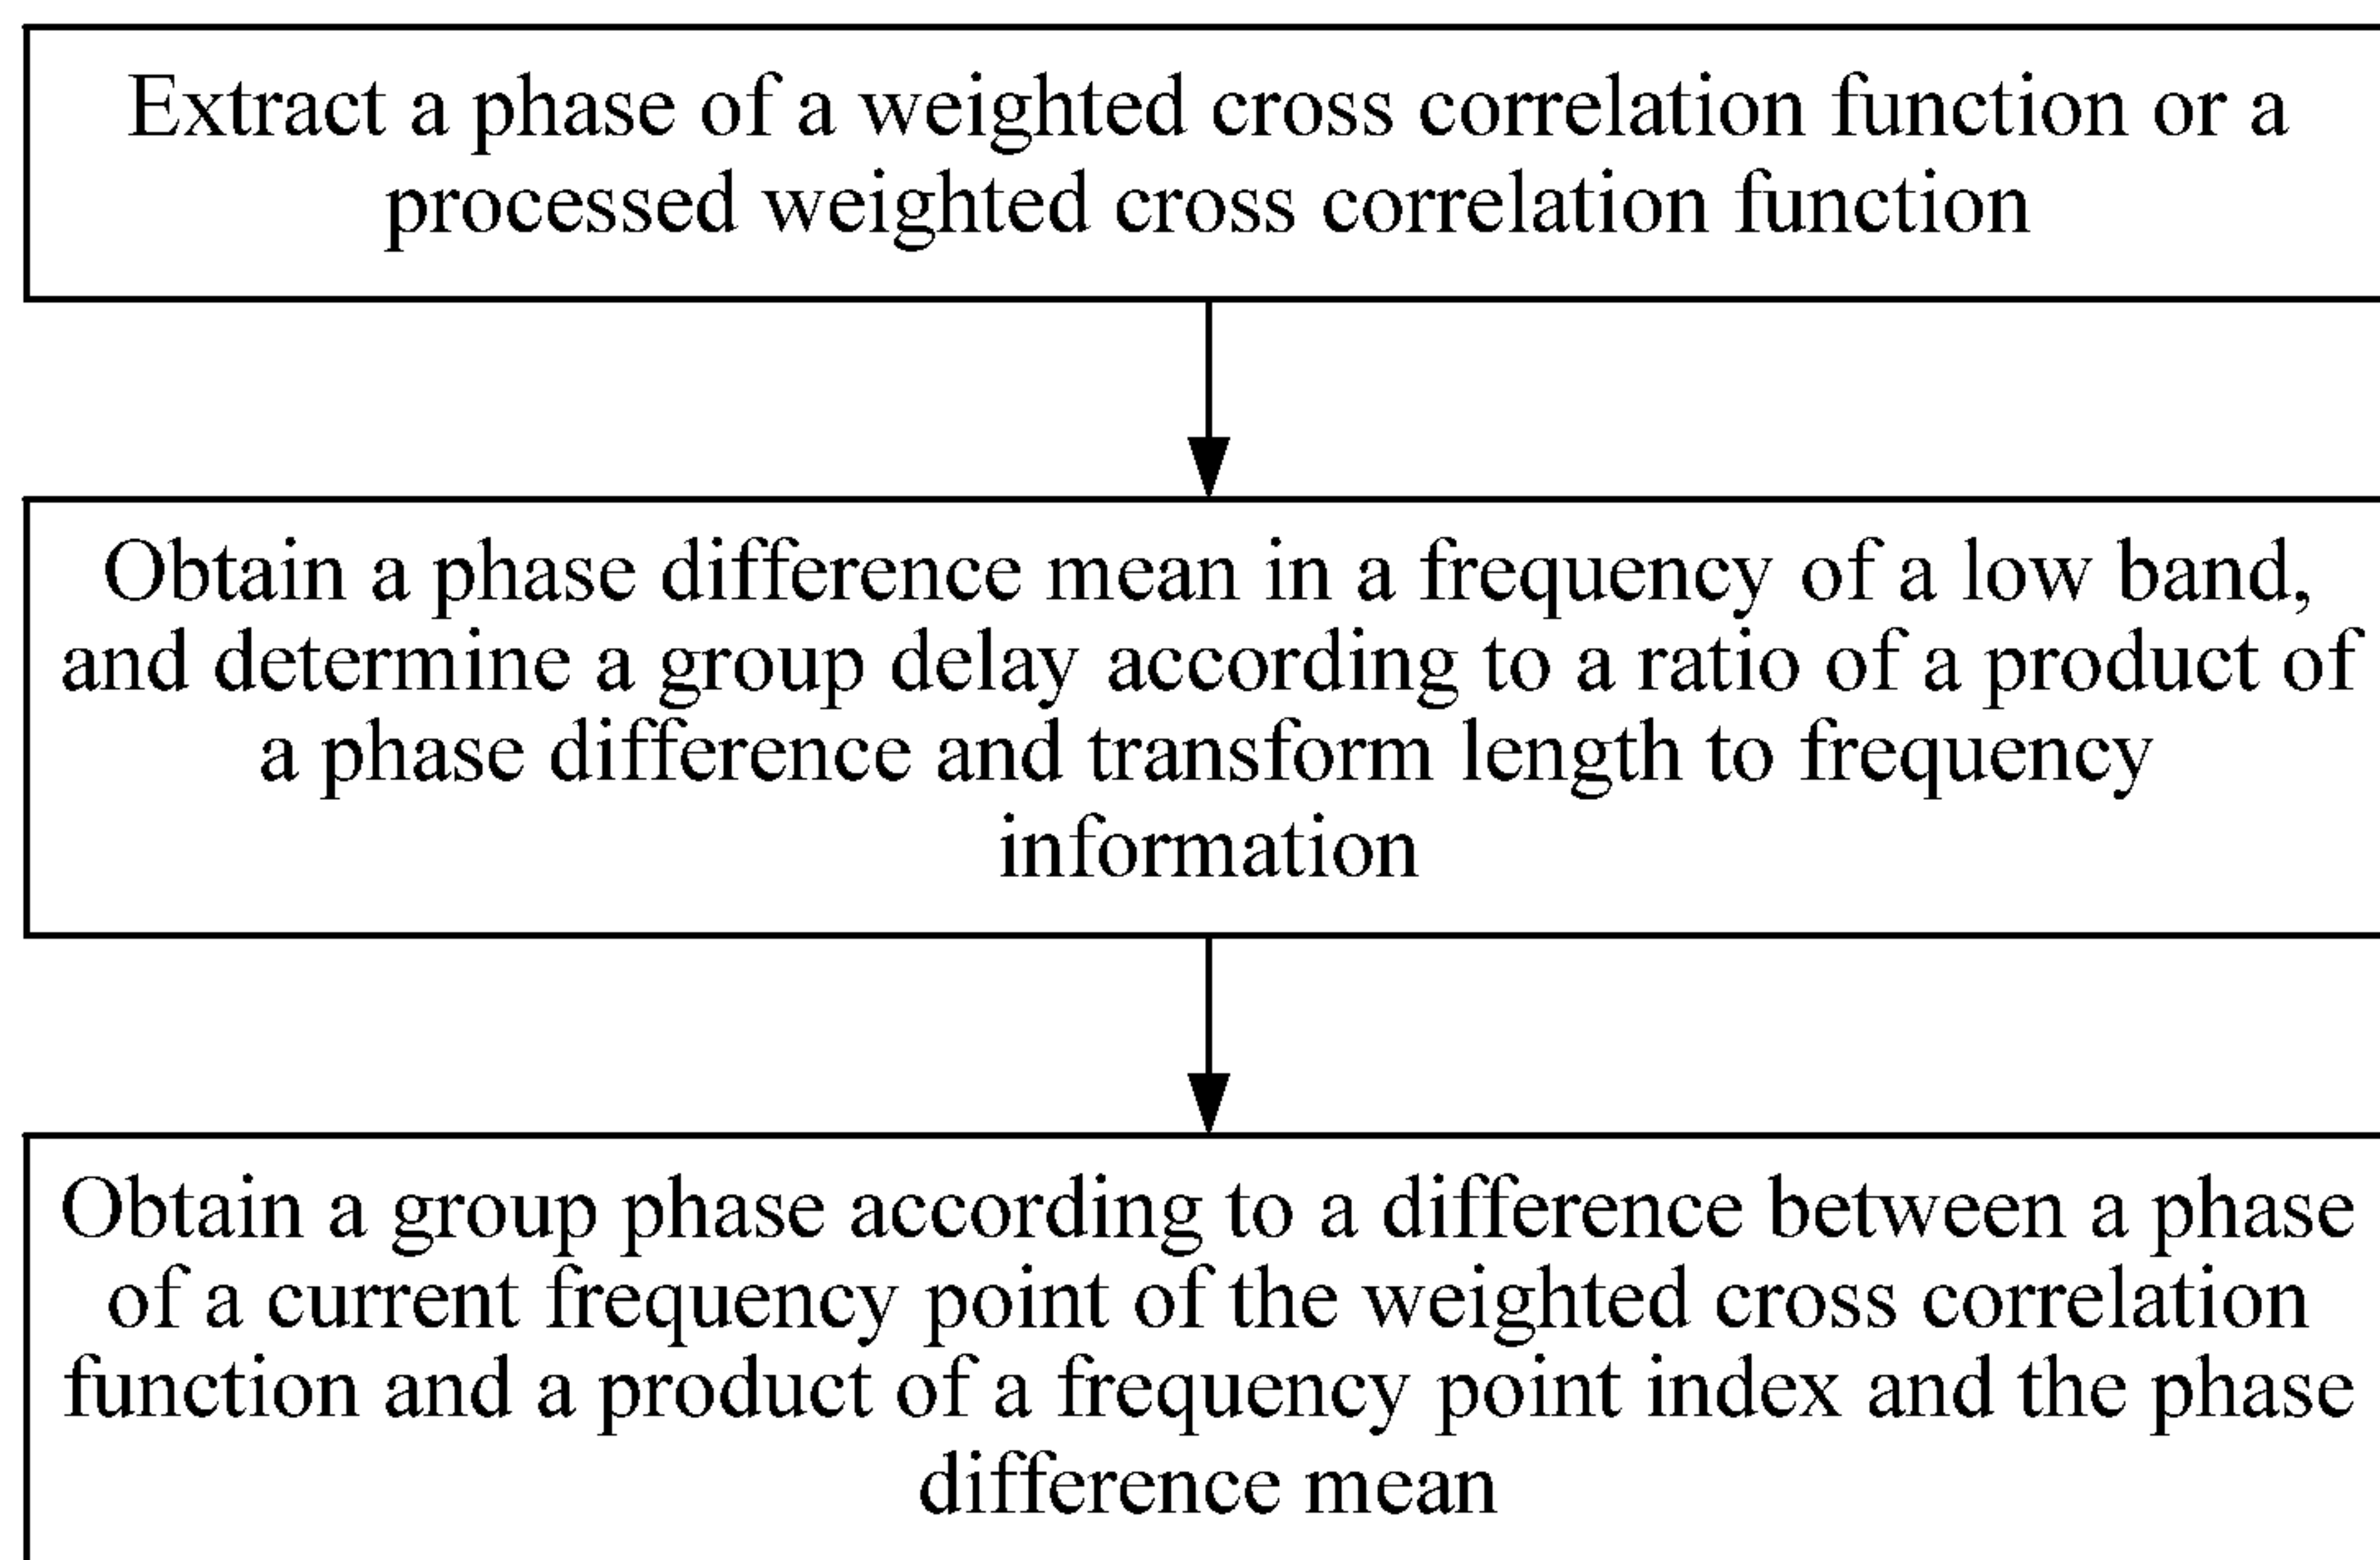 Extract a phase of a weighted cross correlation function or a
processed weighted cross correlation function
Obtain a phase difference mean in a frequency of a low band,
and determine a group delay according to a ratio of a product of
a phase difference and transform length to frequency
information
Obtain a group phase according to a difference between a phase
of a current frequency point of the weighted cross correlation
function and a product of a frequency point index and the phase
difference mean